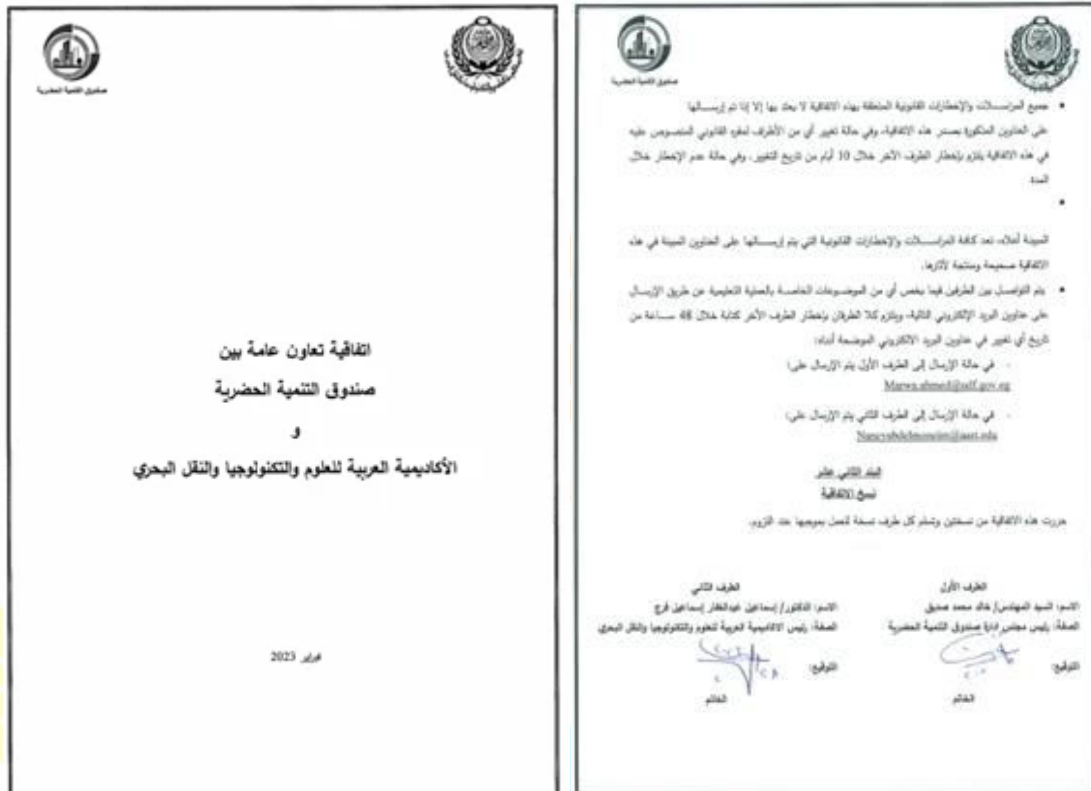 صندوق التنمية الحضرية
اتفاقية تعاون عامة بين
صندوق التنمية الحضرية
و
الأكاديمية العربية للعلوم والتكنولوجيا والنقل البحري
فبراير 2023
صندوق التنمية الحضرية
جميع المراسلات والإخطارات القانونية المتعلقة بهذه الاتفاقية لا يعتد بها إلا إذا تم إرسالها
على العناوين المذكورة بصدر هذه الاتفاقية، وفي حالة تغيير أي من الأطراف لمقره القانوني المنصوص عليه
في هذه الاتفاقية يلتزم بإخطار الطرف الآخر خلال 10 أيام من تاريخ التغيير، وفي حالة عدم الإخطار خلال
المدة
المبينة أعلاه، تعد كافة المراسلات والإخطارات القانونية التي يتم إرسالها على العناوين المبينة في هذه
الاتفاقية صحيحة ومنتجة لآثارها.
يتم التواصل بين الطرفين فيما يخص أي من الموضوعات الخاصة بالعملية التعليمية عن طريق الإرسال
على عناوين البريد الإلكتروني التالية، ويلتزم كلا الطرفان بإخطار الطرف الآخر كتابة خلال 48 ساعة من
تاريخ أي تغيير في عناوين البريد الالكتروني الموضحة أدناه:
- في حالة الإرسال إلى الطرف الأول يتم الإرسال على:
- في حالة الإرسال إلى الطرف الثاني يتم الإرسال على:
البند الثاني عشر
نسخ الاتفاقية
حررت هذه الاتفاقية من نسختين وتسلم كل طرف نسخة للعمل بموجبها عند اللزوم.
الطرف الأول
الاسم: السيد المهندس/ خالد محمد صديق
الصفة: رئيس مجلس إدارة صندوق التنمية الحضرية
التوقيع:
الخاتم
الطرف الثاني
الاسم: الدكتور/ إسماعيل عبدالغفار إسماعيل فرج
الصفة: رئيس الاكاديمية العربية للعلوم والتكنولوجيا والنقل البحري
التوقيع:
الخاتم